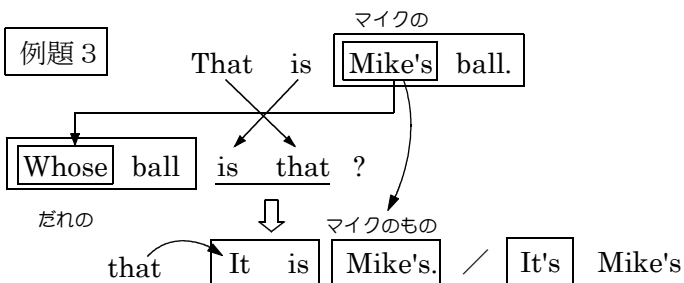 マイクの
例題３
That is Mike's ball.
Whose ball is that ?
だれの
マイクのもの
that It is Mike's. ／ It's Mike's